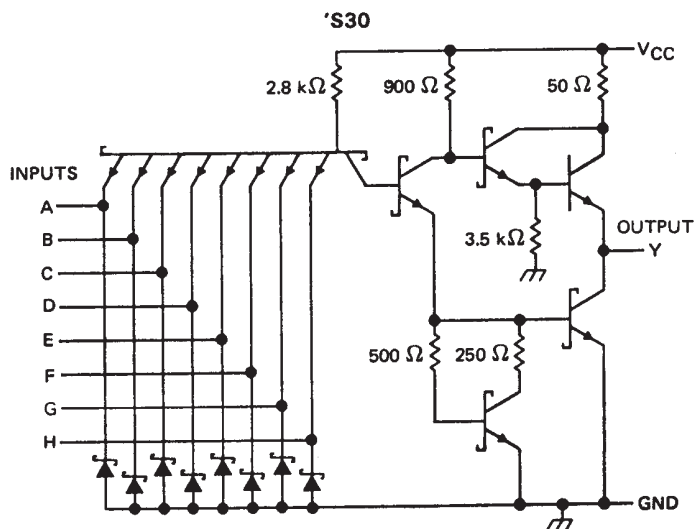 'S30
VCC
2.8 kΩ
900 Ω
50 Ω
INPUTS
A
B
C
D
E
F
G
H
3.5 kΩ
OUTPUT
Y
500 Ω
250 Ω
GND